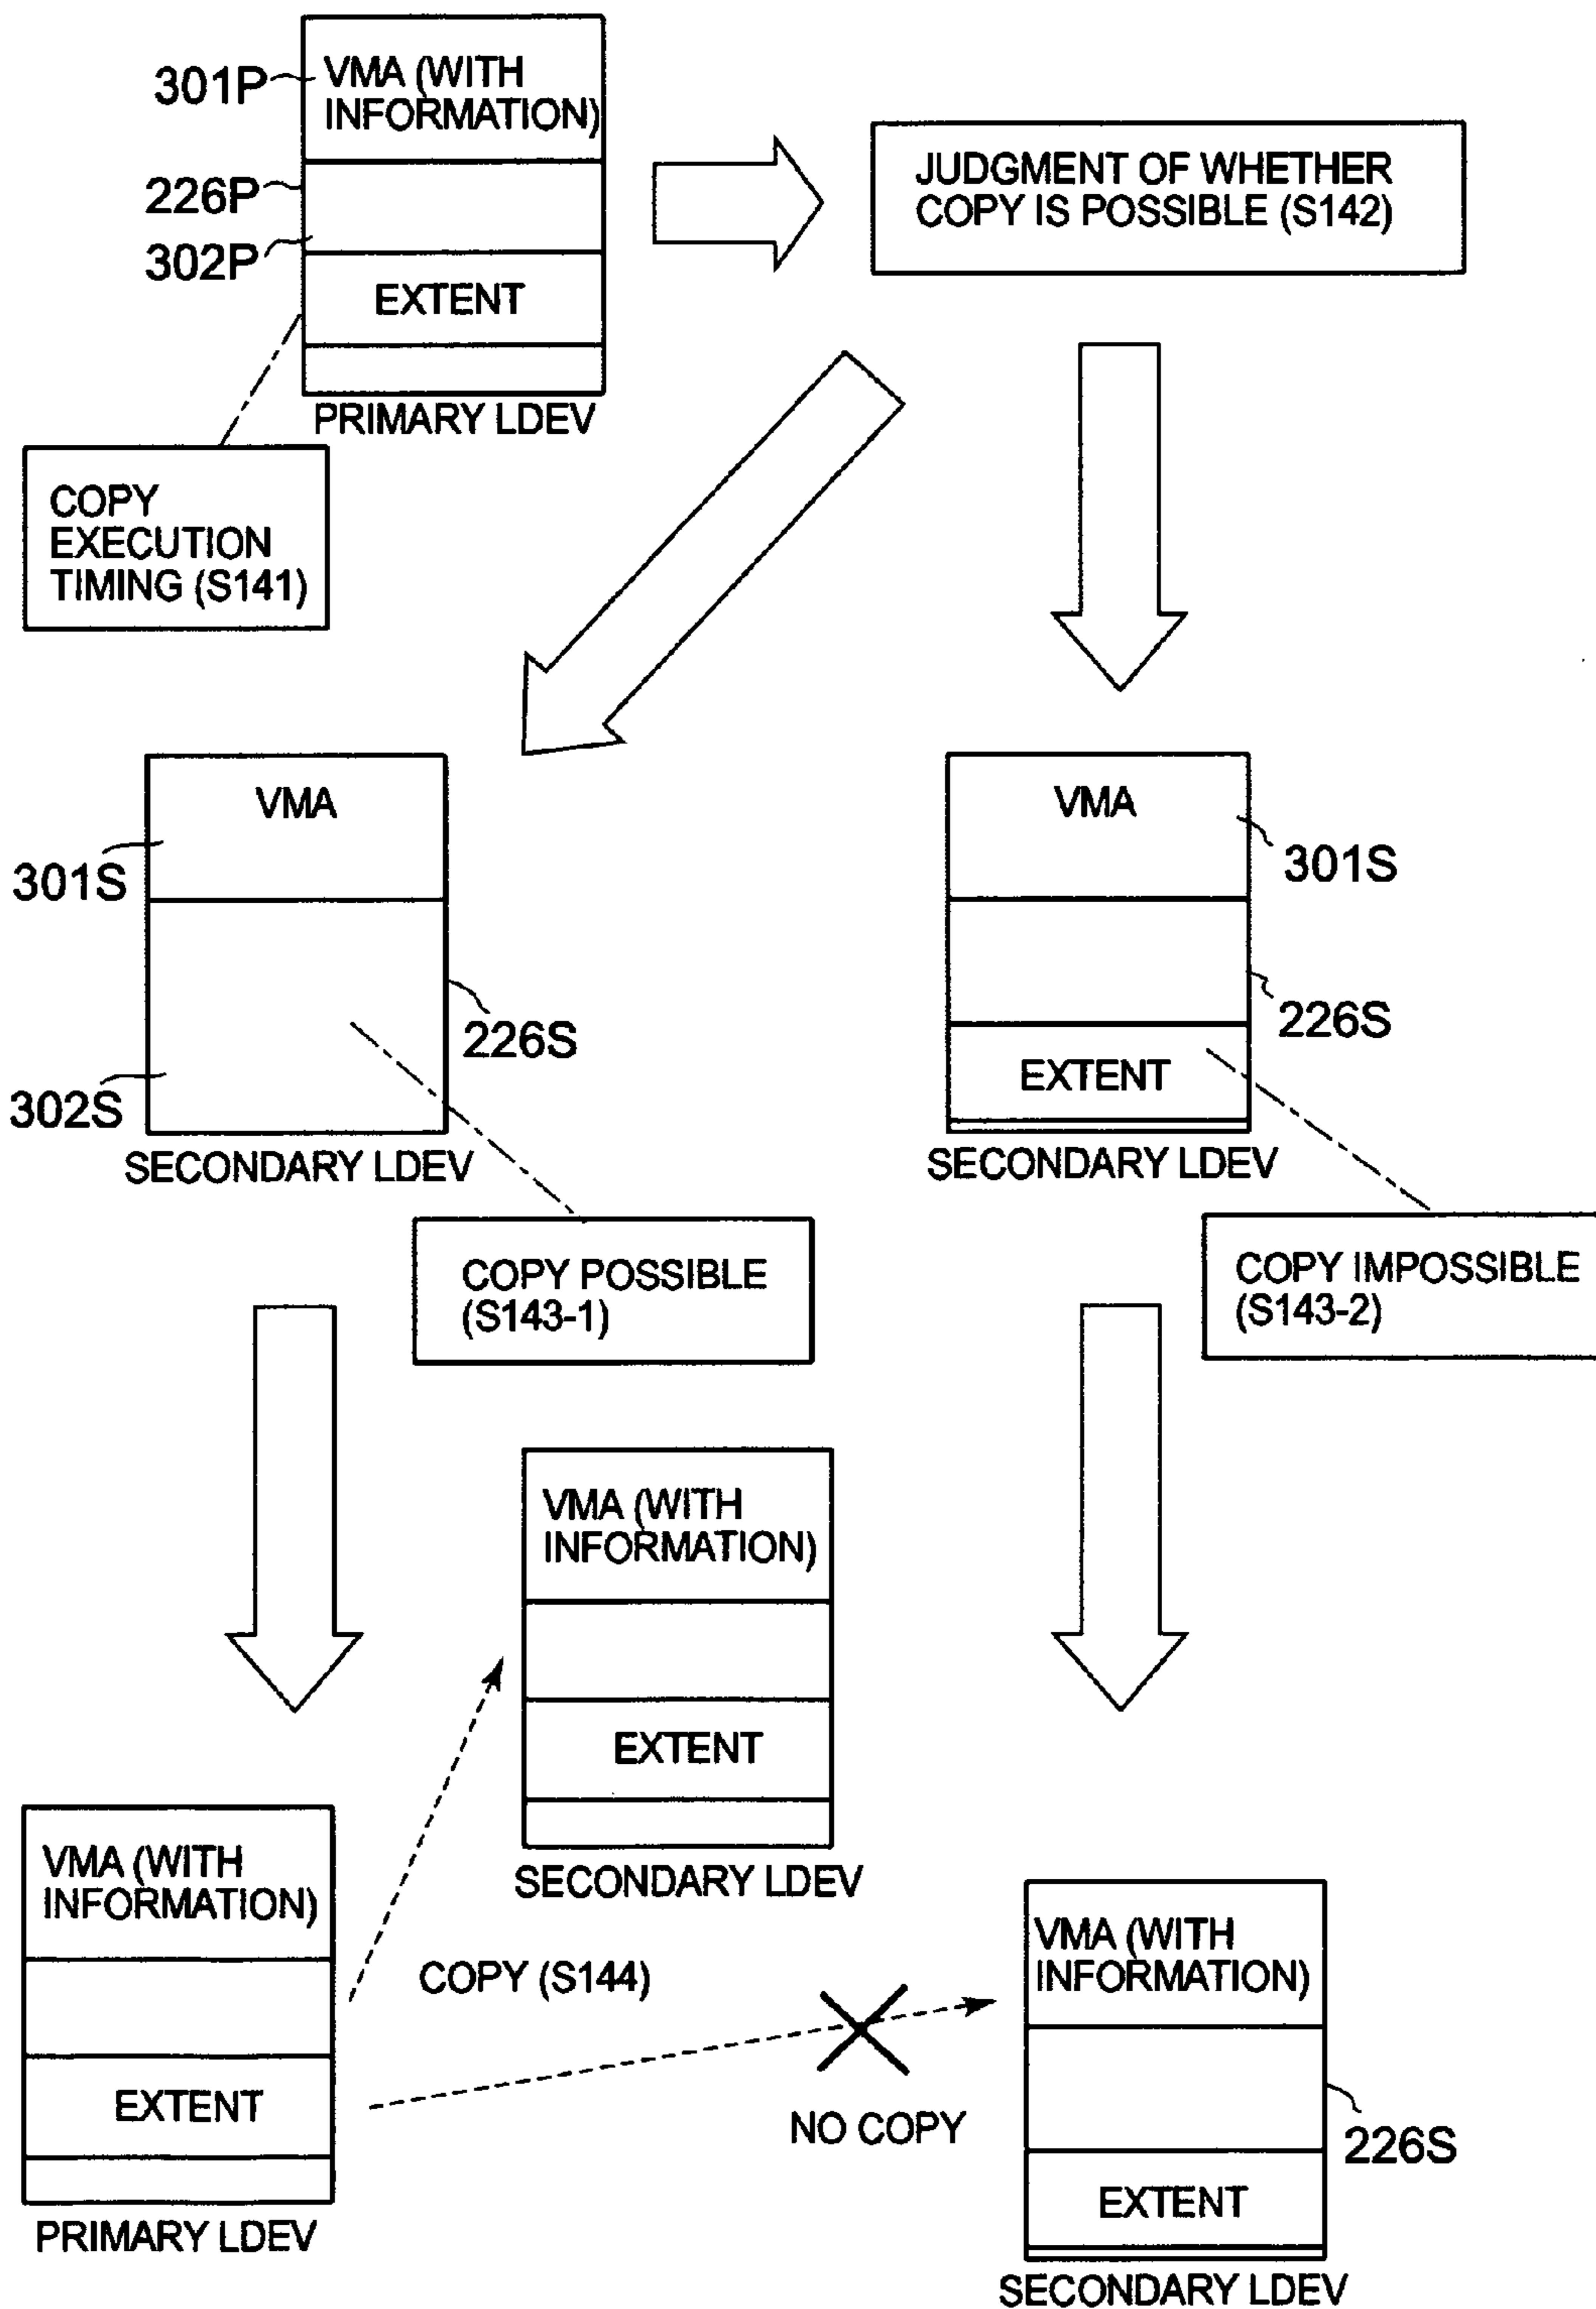 301P
VMA (WITH
INFORMATION)
226P
302P
EXTENT
PRIMARY LDEV
JUDGMENT OF WHETHER
COPY IS POSSIBLE (S142)
COPY
EXECUTION
TIMING (S141)
VMA
301S
226S
302S
SECONDARY LDEV
VMA
301S
226S
EXTENT
SECONDARY LDEV
COPY POSSIBLE
(S143-1)
COPY IMPOSSIBLE
(S143-2)
VMA (WITH
INFORMATION)
EXTENT
SECONDARY LDEV
VMA (WITH
INFORMATION)
EXTENT
PRIMARY LDEV
COPY (S144)
NO COPY
VMA (WITH
INFORMATION)
226S
EXTENT
SECONDARY LDEV